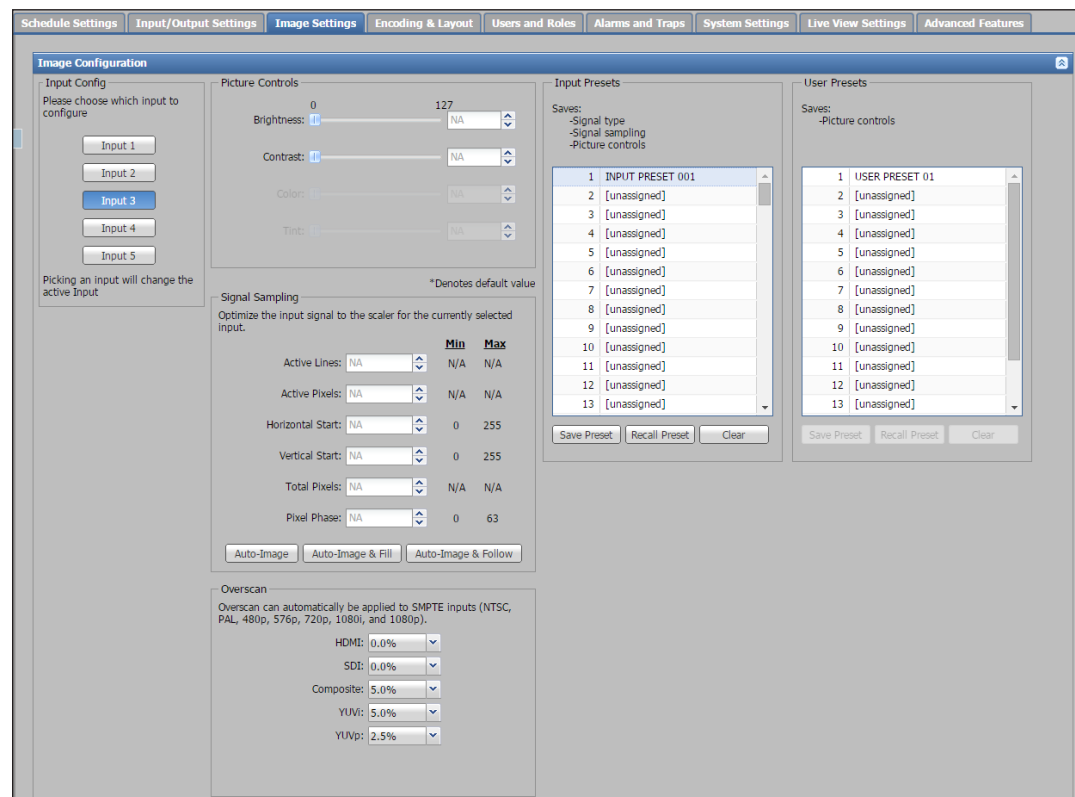 Schedule Settings Input/Output Settings Image Settings Encoding & Layout Users and Roles Alarms and Traps System Settings Live View Settings Advanced Features
Image Configuration
Input Config
Please choose which input to
configure
Input 1
Input 2
Input 3
Input 4
Input 5
Picking an input will change the
active Input
Picture Controls
0 127
Brightness: NA
Contrast: NA
Color: NA
Tint: NA
*Denotes default value
Signal Sampling
Optimize the input signal to the scaler for the currently selected
input.
Min Max
Active Lines: NA N/A N/A
Active Pixels: NA N/A N/A
Horizontal Start: NA 0 255
Vertical Start: NA 0 255
Total Pixels: NA N/A N/A
Pixel Phase: NA 0 63
Auto-Image Auto-Image & Fill Auto-Image & Follow
Overscan
Overscan can automatically be applied to SMPTE inputs (NTSC,
PAL, 480p, 576p, 720p, 1080i, and 1080p).
HDMI: 0.0%
SDI: 0.0%
Composite: 5.0%
YUVi: 5.0%
YUVp: 2.5%
Input Presets
Saves:
-Signal type
-Signal sampling
-Picture controls
1 INPUT PRESET 001
2 [unassigned]
3 [unassigned]
4 [unassigned]
5 [unassigned]
6 [unassigned]
7 [unassigned]
8 [unassigned]
9 [unassigned]
10 [unassigned]
11 [unassigned]
12 [unassigned]
13 [unassigned]
Save Preset Recall Preset Clear
User Presets
Saves:
-Picture controls
1 USER PRESET 01
2 [unassigned]
3 [unassigned]
4 [unassigned]
5 [unassigned]
6 [unassigned]
7 [unassigned]
8 [unassigned]
9 [unassigned]
10 [unassigned]
11 [unassigned]
12 [unassigned]
13 [unassigned]
Save Preset Recall Preset Clear